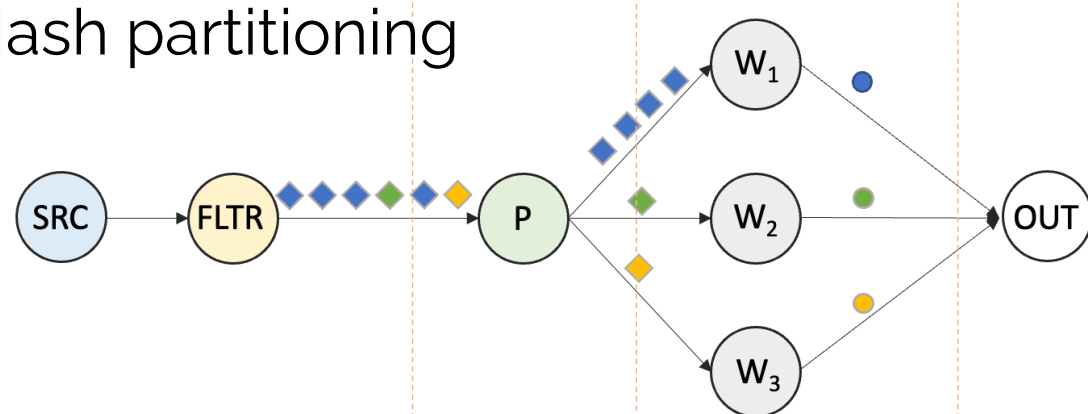 ash partitioning
W1
SRC
FLTR
P
W2
OUT
W3